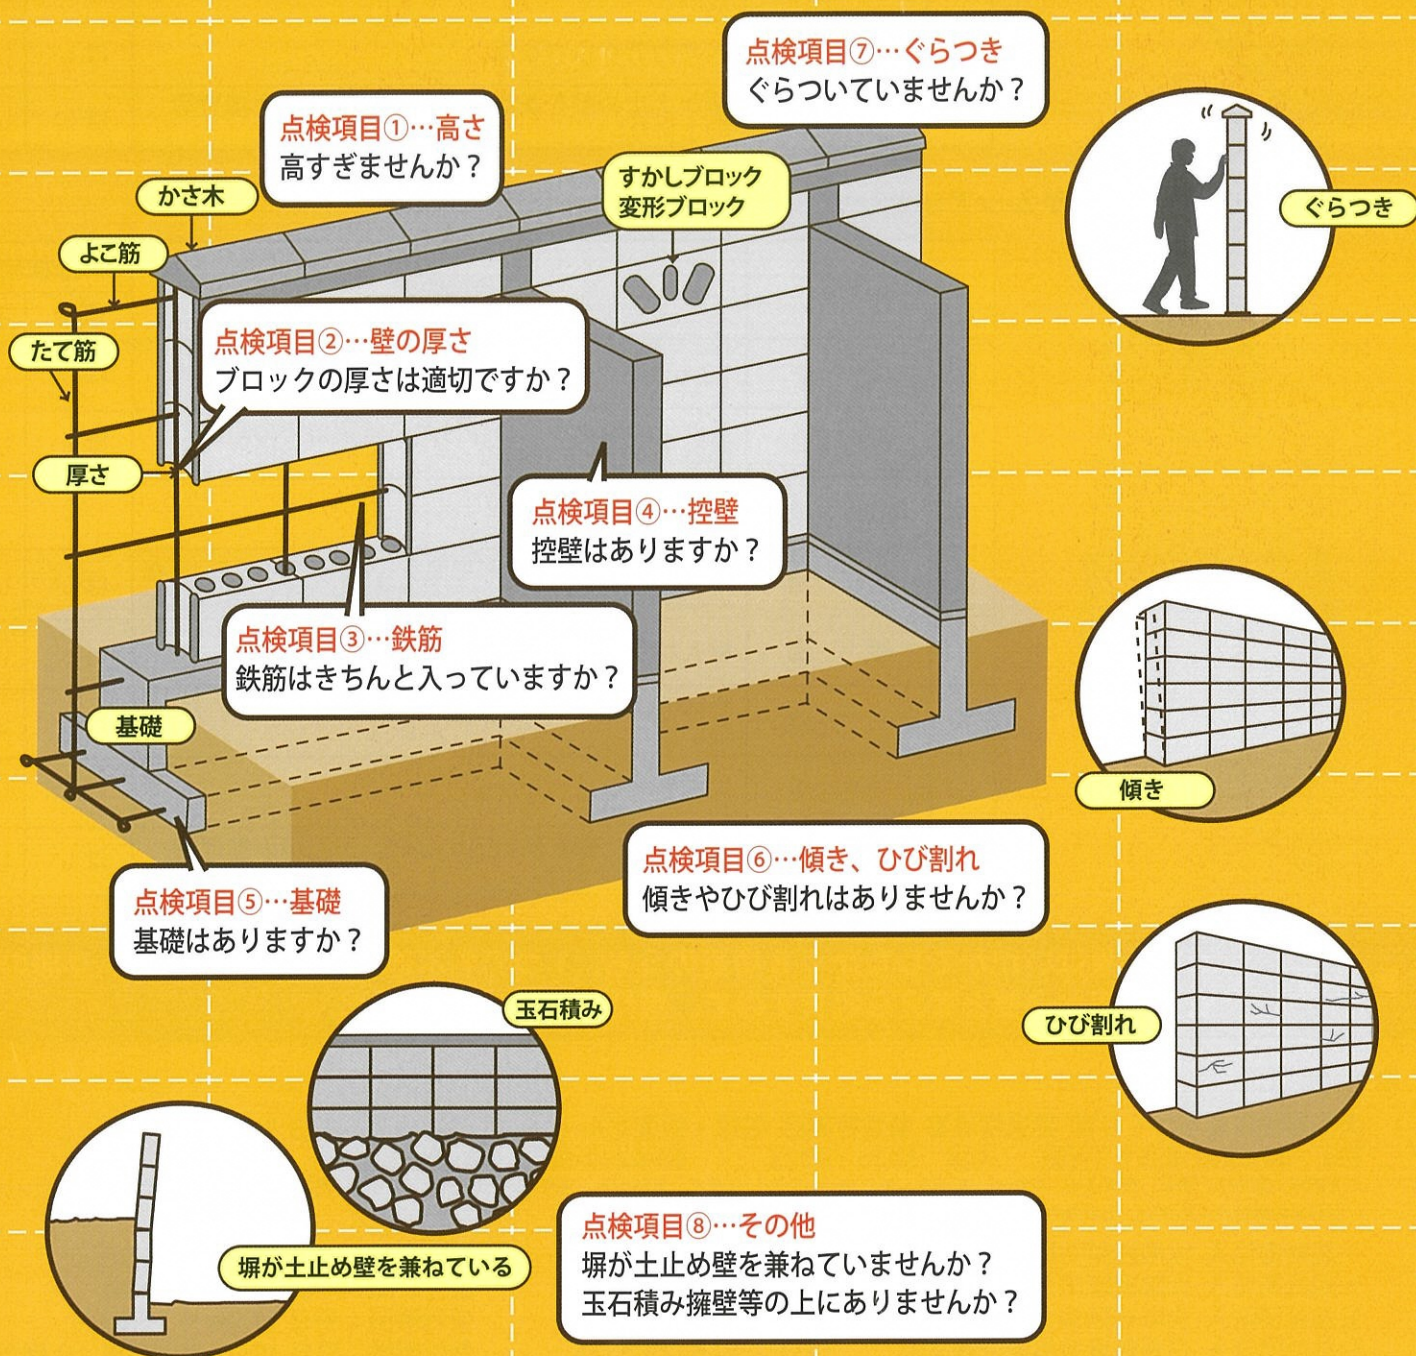 点検項目⑦…ぐらつき
ぐらついていませんか？
点検項目①…高さ
高すぎませんか？
すかしブロック
変形ブロック
かさ木
ぐらつき
よこ筋
点検項目②…壁の厚さ
ブロックの厚さは適切ですか？
たて筋
厚さ
点検項目④…控壁
控壁はありますか？
点検項目③…鉄筋
鉄筋はきちんと入っていますか？
基礎
傾き
点検項目⑥…傾き、ひび割れ
傾きやひび割れはありませんか？
点検項目⑤…基礎
基礎はありますか？
玉石積み
ひび割れ
点検項目⑧…その他
塀が土止め壁を兼ねていませんか？
玉石積み擁壁等の上にありませんか？
塀が土止め壁を兼ねている